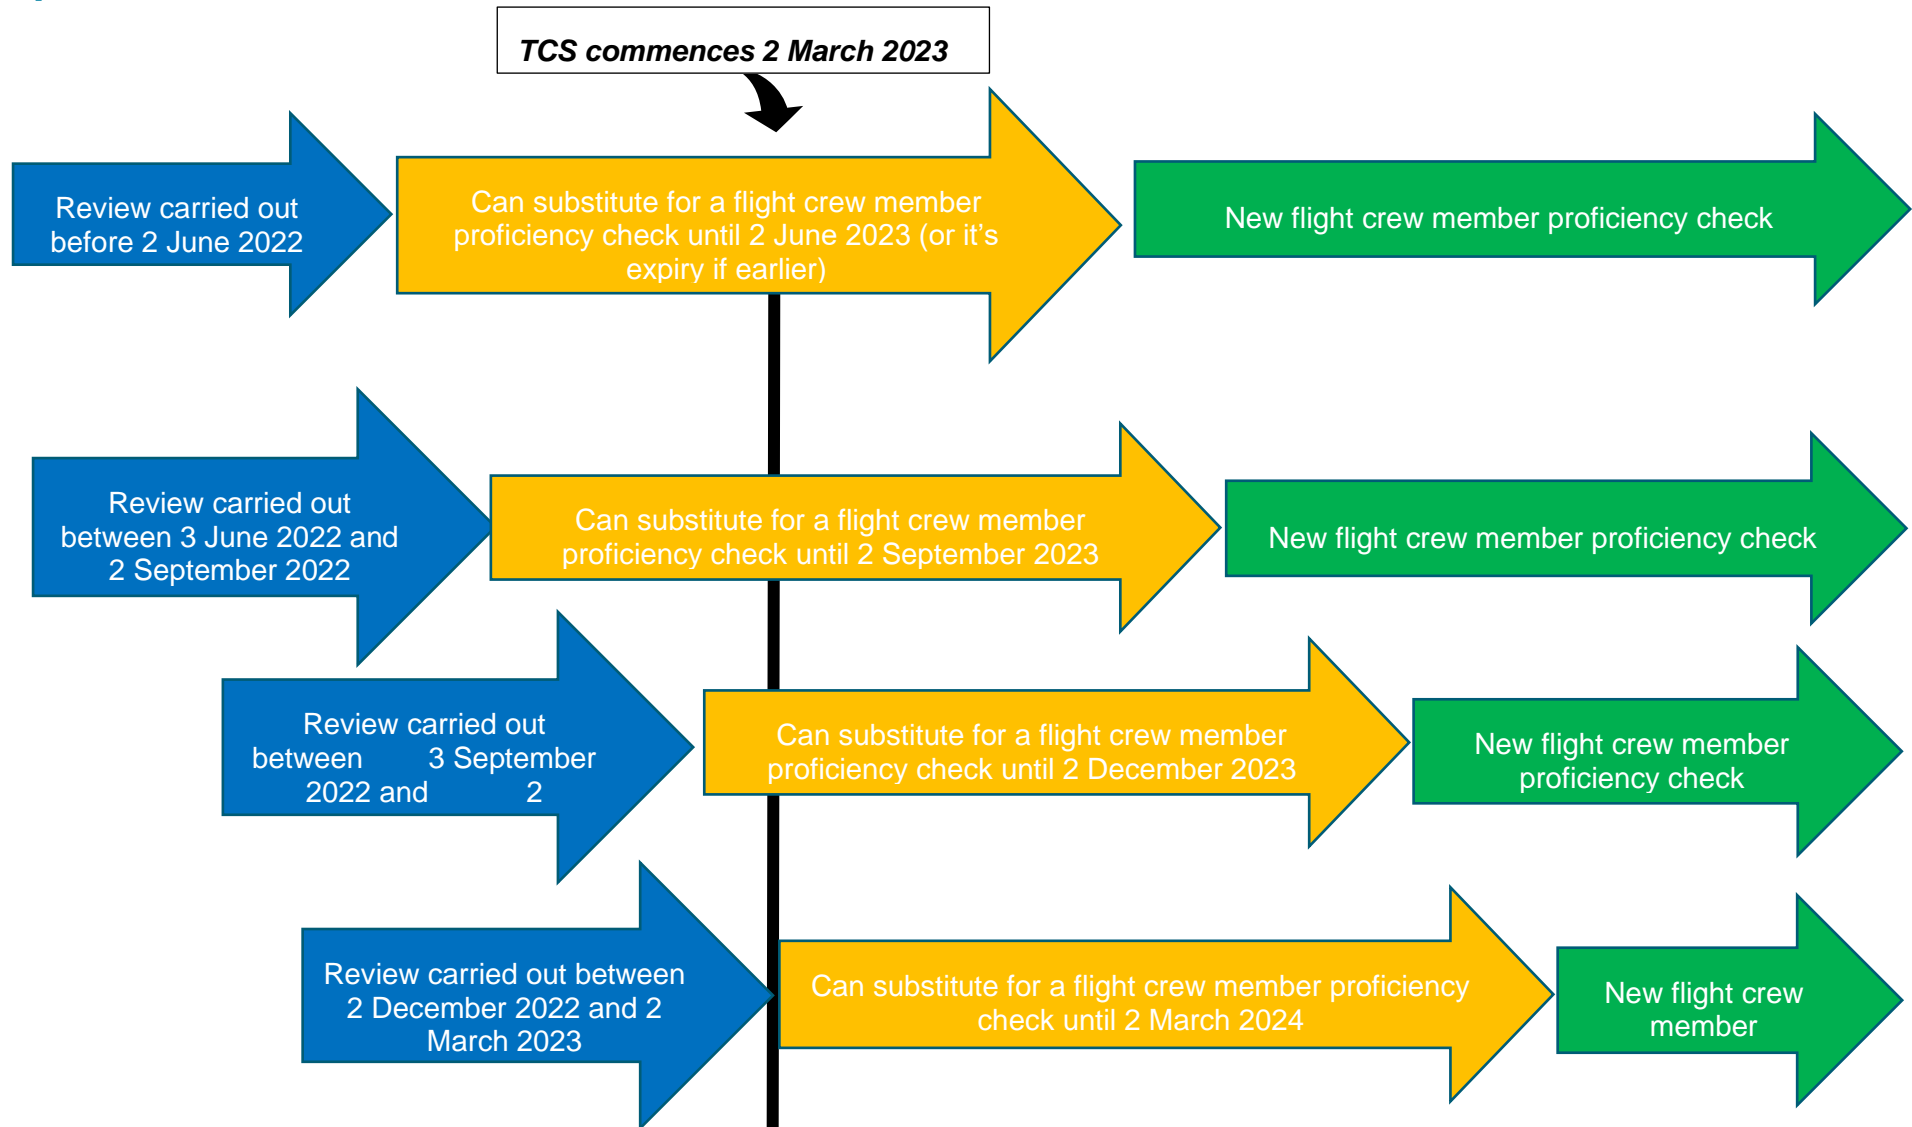 TCS commences 2 March 2023
Review carried out
before 2 June 2022
Can substitute for a flight crew member
proficiency check until 2 June 2023 (or it's
expiry if earlier)
New flight crew member proficiency check
Review carried out
between 3 June 2022 and
2 September 2022
Can substitute for a flight crew member
proficiency check until 2 September 2023
New flight crew member proficiency check
Review carried out
between 3 September
2022 and 2
Can substitute for a flight crew member
proficiency check until 2 December 2023
New flight crew member
proficiency check
Review carried out between
2 December 2022 and 2
March 2023
Can substitute for a flight crew member proficiency
check until 2 March 2024
New flight crew
member